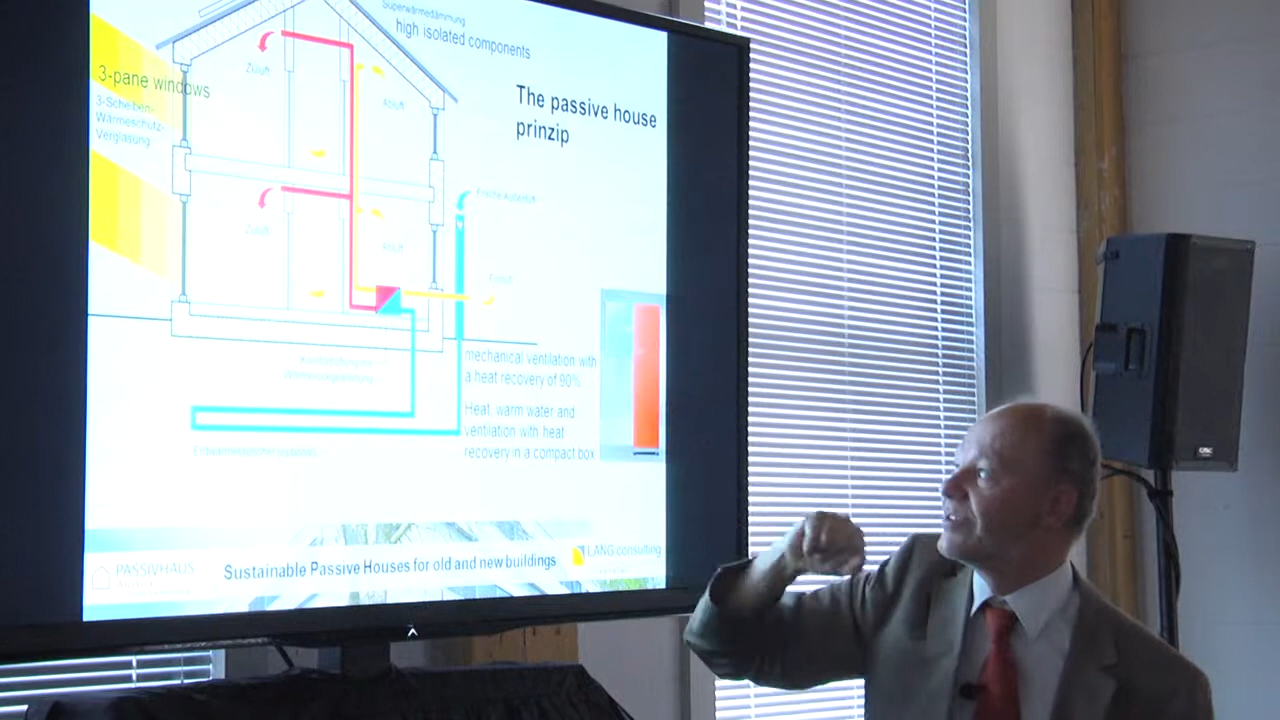 Superwärmedämmung
high isolated components
3-pane windows
3-Scheiben-
Wärmeschutz-
Verglasung
The passive house
prinzip
Zuluft
Abluft
Zuluft
Abluft
Frische Außenluft
mechanical ventilation with
a heat recovery of 90%
Heat, warm water and
ventilation with heat
recovery in a compact box
PASSIVHAUS
Sustainable Passive Houses for old and new buildings
LANG consulting
QSC